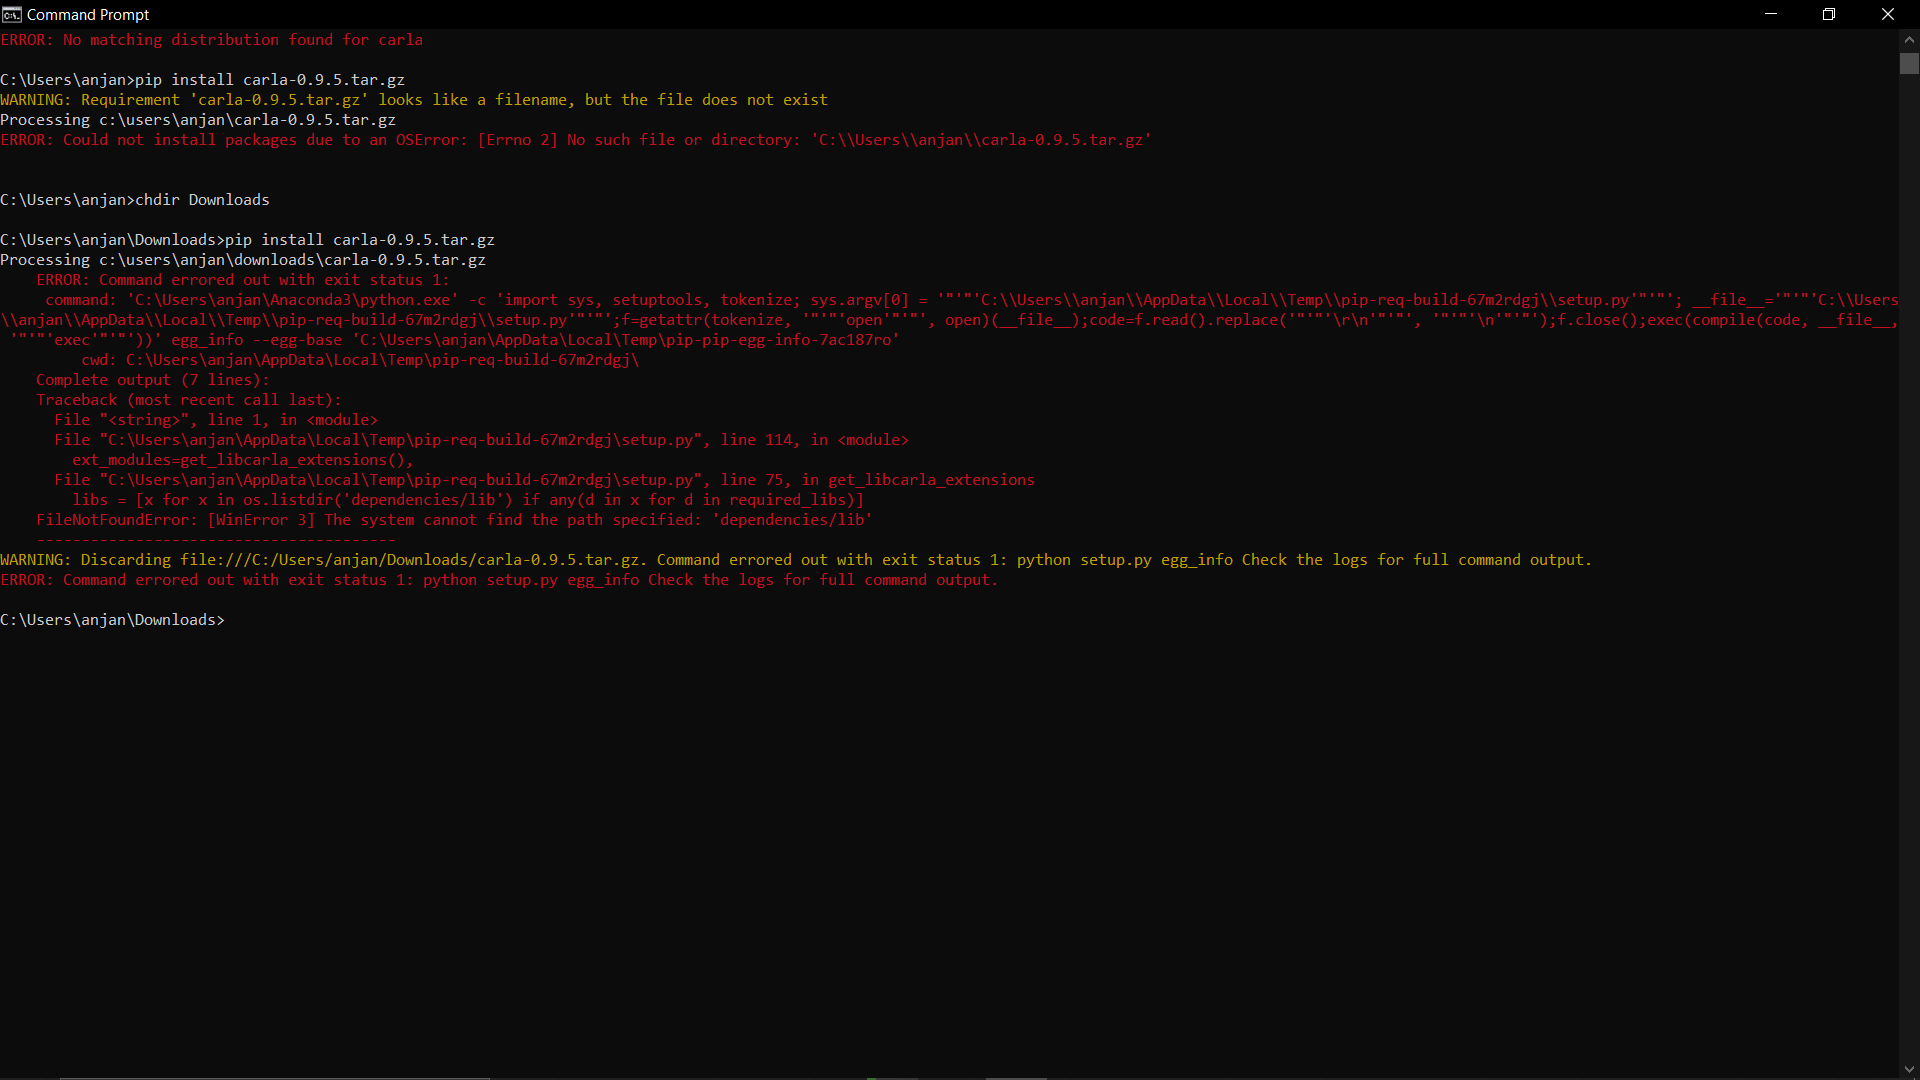 Command Prompt
ERROR: No matching distribution found for carla
C:\Users\anjan>pip install carla-0.9.5.tar.gz
WARNING: Requirement 'carla-0.9.5.tar.gz' looks like a filename, but the file does not exist
Processing c:\users\anjan\carla-0.9.5.tar.gz
ERROR: Could not install packages due to an OSError: [Errno 2] No such file or directory: 'C:\\Users\\anjan\\carla-0.9.5.tar.gz'
C:\Users\anjan>chdir Downloads
C:\Users\anjan\Downloads>pip install carla-0.9.5.tar.gz
Processing c:\users\anjan\downloads\carla-0.9.5.tar.gz
ERROR: Command errored out with exit status 1:
command: 'C:\Users\anjan\Anaconda3\python.exe' -c 'import sys, setuptools, tokenize; sys.argv[0] = '"'"'C:\\Users\\anjan\\AppData\\Local\\Temp\\pip-req-build-67m2rdgj\\setup.py'"'"'; __file__='"'"'C:\\Users
\\anjan\\AppData\\Local\\Temp\\pip-req-build-67m2rdgj\\setup.py'"'"';f=getattr(tokenize, '"'"'open'"'"', open)(__file__);code=f.read().replace('"'"'\r\n'"'"', '"'"'\n'"'"');f.close();exec(compile(code, __file__,
'"'"'exec'"'"'))' egg_info --egg-base 'C:\Users\anjan\AppData\Local\Temp\pip-pip-egg-info-7ac187ro'
cwd: C:\Users\anjan\AppData\Local\Temp\pip-req-build-67m2rdgj\
Complete output (7 lines):
Traceback (most recent call last):
File "<string>", line 1, in <module>
File "C:\Users\anjan\AppData\Local\Temp\pip-req-build-67m2rdgj\setup.py", line 114, in <module>
ext_modules=get_libcarla_extensions(),
File "C:\Users\anjan\AppData\Local\Temp\pip-req-build-67m2rdgj\setup.py", line 75, in get_libcarla_extensions
libs = [x for x in os.listdir('dependencies/lib') if any(d in x for d in required_libs)]
FileNotFoundError: [WinError 3] The system cannot find the path specified: 'dependencies/lib'
----------------------------------------
WARNING: Discarding file:///C:/Users/anjan/Downloads/carla-0.9.5.tar.gz. Command errored out with exit status 1: python setup.py egg_info Check the logs for full command output.
ERROR: Command errored out with exit status 1: python setup.py egg_info Check the logs for full command output.
C:\Users\anjan\Downloads>